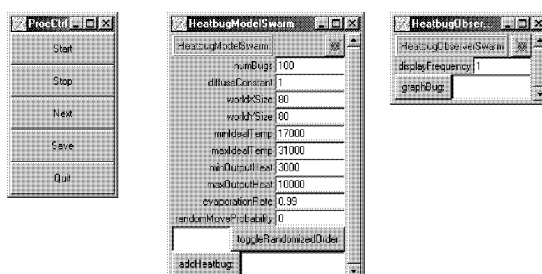 ProcCtrl
Start
Stop
Next
Save
Quit
HeatbugModelSwarm
HeatbugModelSwarm
numBugs 100
diffuseConstant 1
worldXSize 80
worldYSize 80
minIdealTemp 17000
maxIdealTemp 31000
minOutputHeat 3000
maxOutputHeat 10000
evaporationRate 0.99
randomMoveProbability 0
toggleRandomizedOrder
addHeatbug:
HeatbugObser...
HeatbugObserverSwarm
displayFrequency 1
graphBug: